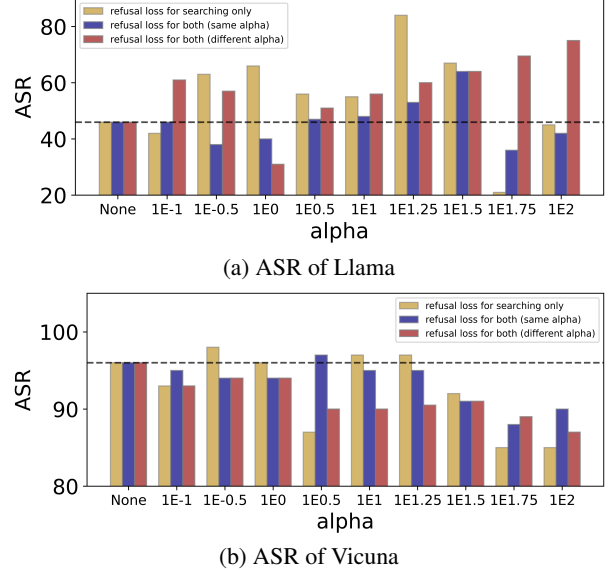 80
60
40
20
ASR
refusal loss for searching only
refusal loss for both (same alpha)
refusal loss for both (different alpha)
None 1E-1 1E-0.5 1E0 1E0.5 1E1 1E1.25 1E1.5 1E1.75 1E2
alpha
(a) ASR of Llama
100
90
80
ASR
refusal loss for searching only
refusal loss for both (same alpha)
refusal loss for both (different alpha)
None 1E-1 1E-0.5 1E0 1E0.5 1E1 1E1.25 1E1.5 1E1.75 1E2
alpha
(b) ASR of Vicuna